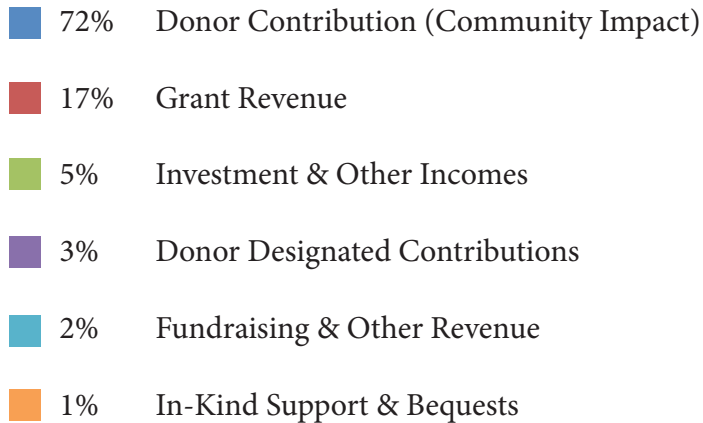 72% Donor Contribution (Community Impact)
17% Grant Revenue
5% Investment & Other Incomes
3% Donor Designated Contributions
2% Fundraising & Other Revenue
1% In-Kind Support & Bequests